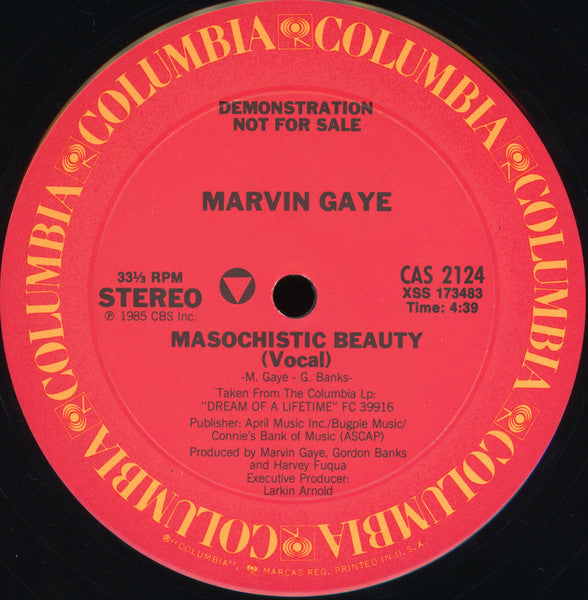 COLUMBIA COLUMBIA COLUMBIA COLUMBIA COLUMBIA COLUMBIA
DEMONSTRATION
NOT FOR SALE
MARVIN GAYE
33⅓ RPM
STEREO
℗ 1985 CBS Inc.
CAS 2124
XSS 173483
Time: 4:39
MASOCHISTIC BEAUTY
(Vocal)
-M. Gaye - G. Banks-
Taken From The Columbia Lp:
"DREAM OF A LIFETIME" FC 39916
Publisher: April Music Inc./Bugpie Music/
Connie's Bank of Music (ASCAP)
Produced by Marvin Gaye, Gordon Banks
and Harvey Fuqua
Executive Producer:
Larkin Arnold
®"COLUMBIA", MARCAS REG. PRINTED IN U.S.A.